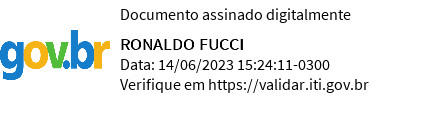 Documento assinado digitalmente
gov.br
RONALDO FUCCI
Data: 14/06/2023 15:24:11-0300
Verifique em https://validar.iti.gov.br